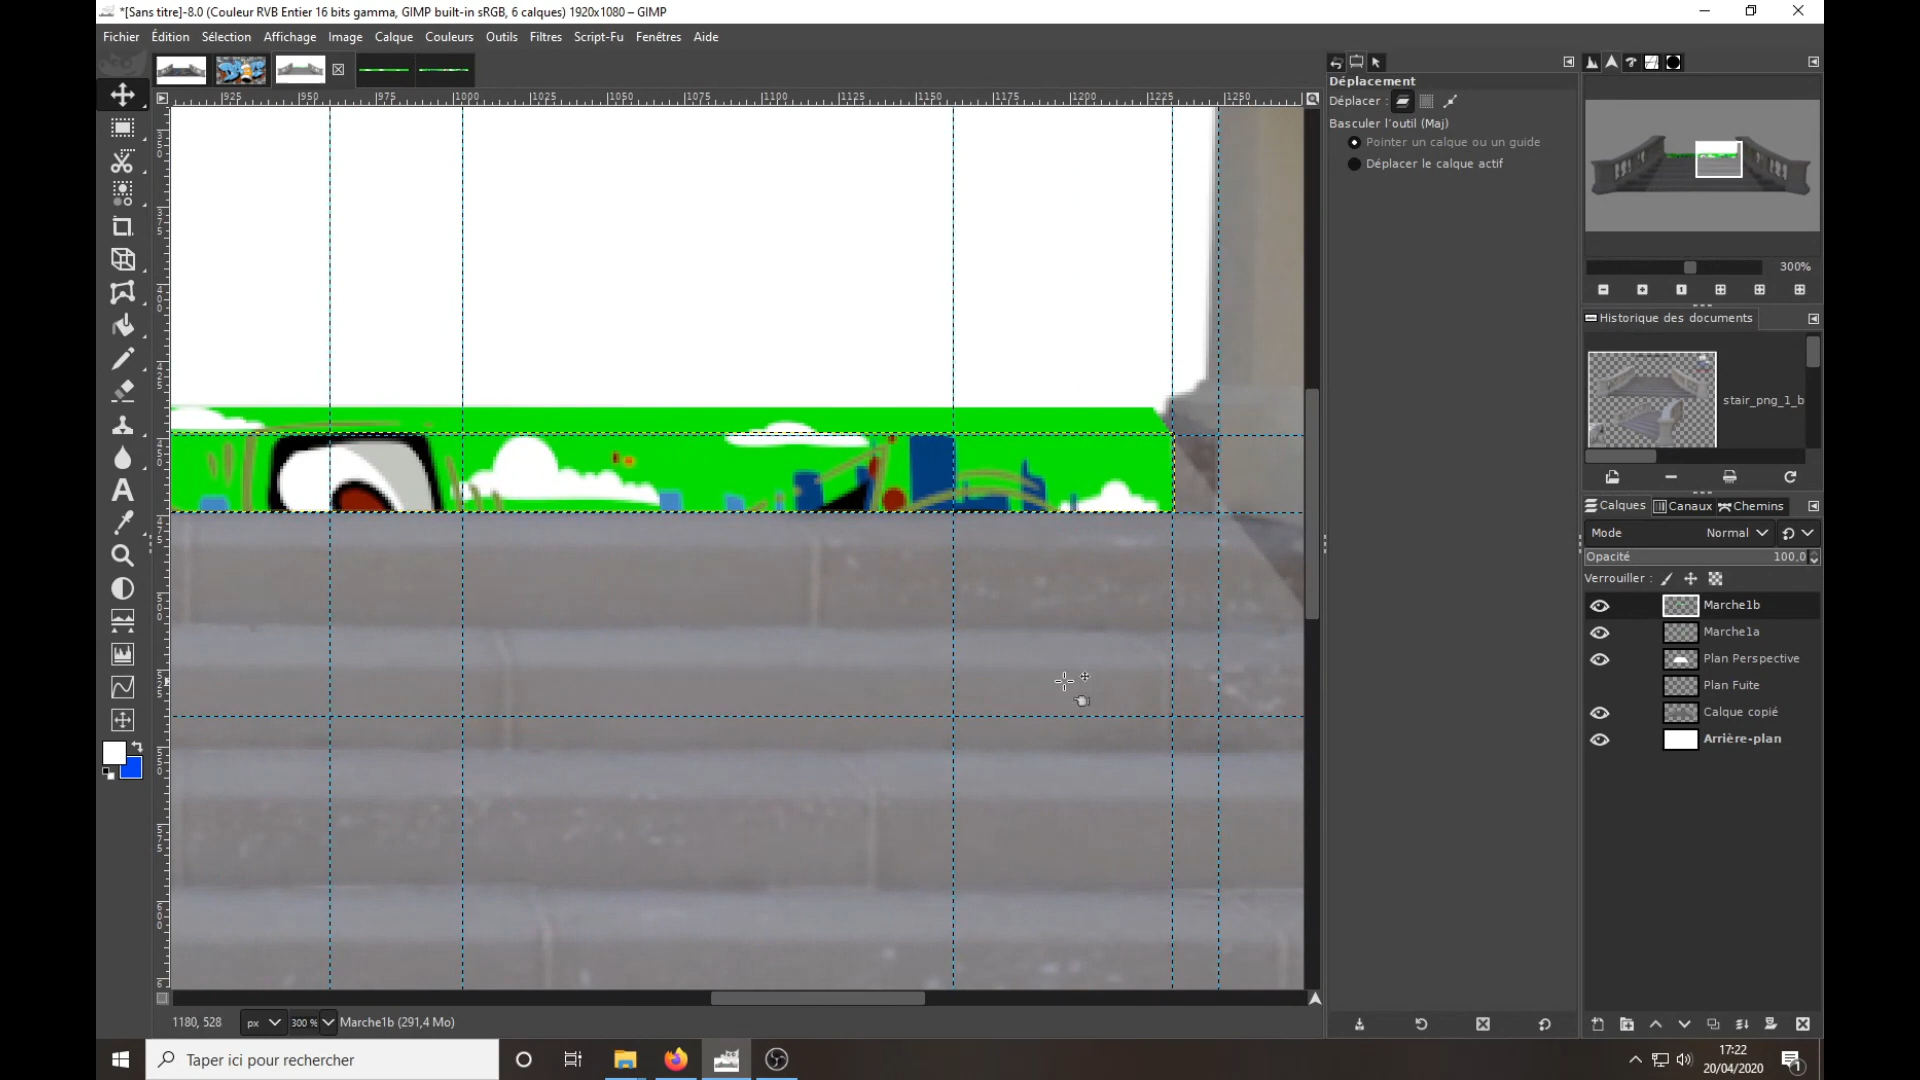 *[Sans titre]-8.0 (Couleur RVB Entier 16 bits gamma, GIMP built-in sRGB, 6 calques) 1920x1080 – GIMP
Fichier Édition Sélection Affichage Image Calque Couleurs Outils Filtres Script-Fu Fenêtres Aide
925 950 975 1000 1025 1050 1075 1100 1125 1150 1175 1200 1225 1250
Déplacement
Déplacer :
Basculer l'outil (Maj)
Pointer un calque ou un guide
Déplacer le calque actif
300%
Historique des documents
stair_png_1_b
Calques Canaux Chemins
Mode Normal
Opacité 100,0
Verrouiller :
Marche1b
Marche1a
Plan Perspective
Plan Fuite
Calque copié
Arrière-plan
1180, 528 px 300 % Marche1b (291,4 Mo)
Taper ici pour rechercher
17:22
20/04/2020
1